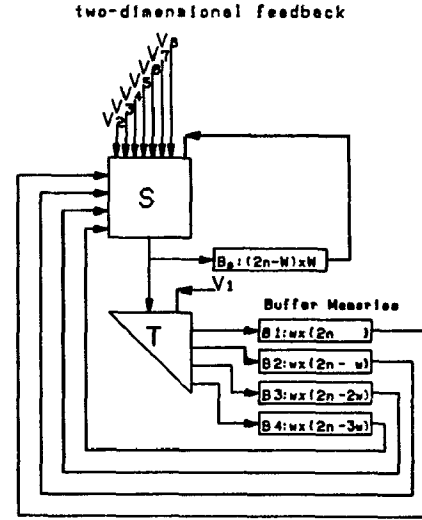 two-dimensional feedback
V8
V7
V6
V5
V4
V3
V2
S
Bs:(2n-W)xW
V1
T
Buffer Memories
B1:wx(2n )
B2:wx(2n- w)
B3:wx(2n-2w)
B4:wx(2n-3w)